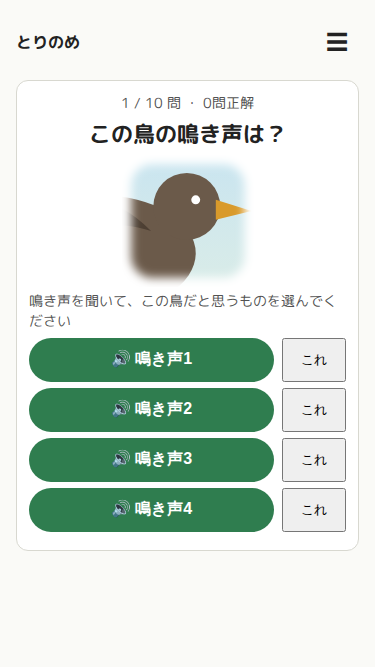 とりのめ
1 / 10 問 ・ 0問正解
この鳥の鳴き声は？
鳴き声を聞いて、この鳥だと思うものを選んでく
ださい
🔊 鳴き声1
これ
🔊 鳴き声2
これ
🔊 鳴き声3
これ
🔊 鳴き声4
これ